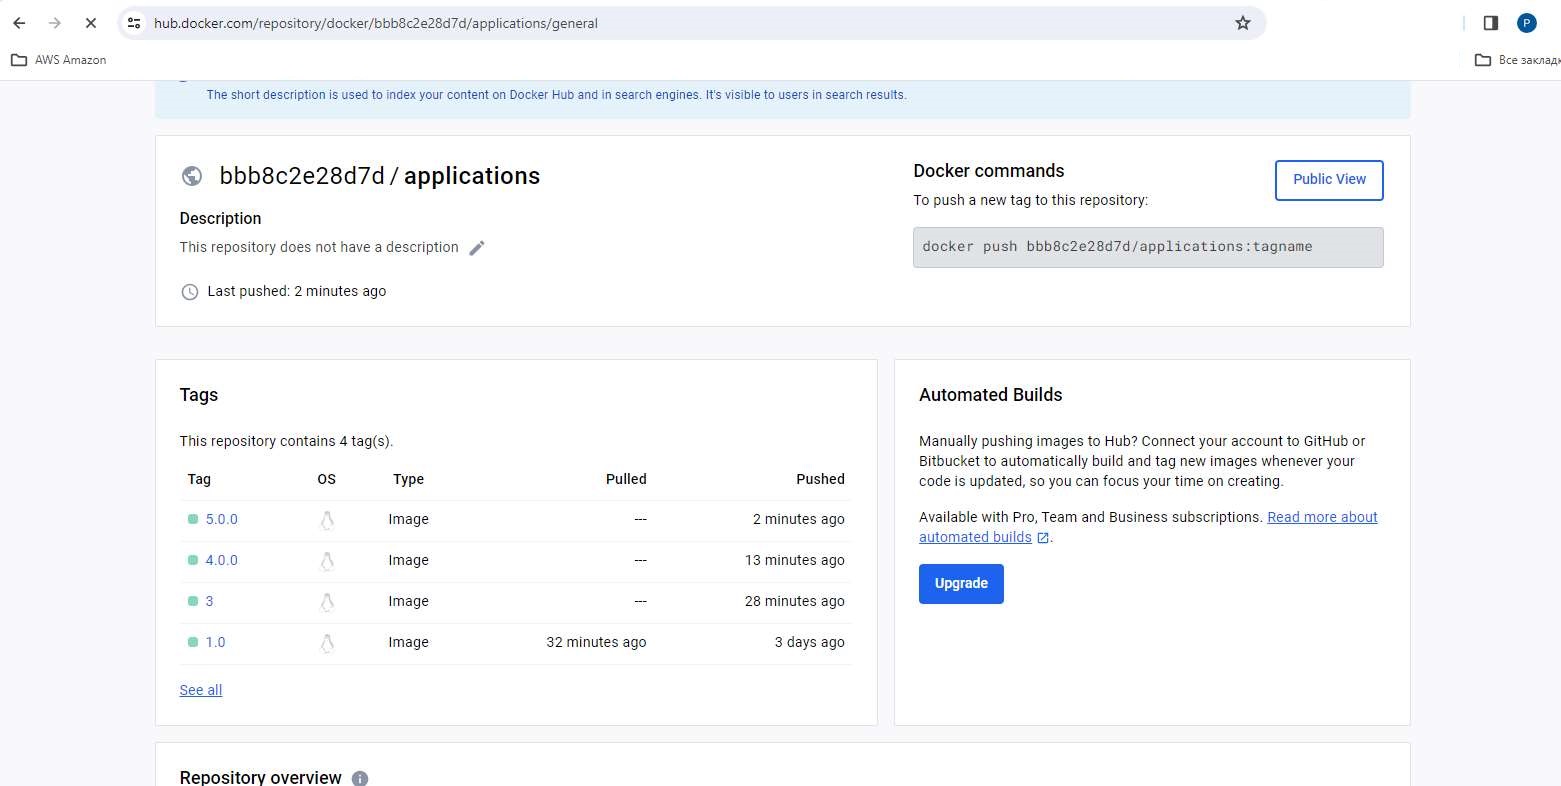 hub.docker.com/repository/docker/bbb8c2e28d7d/applications/general
P
AWS Amazon
Все заклад
The short description is used to index your content on Docker Hub and in search engines. It's visible to users in search results.
bbb8c2e28d7d / applications
Description
This repository does not have a description
Last pushed: 2 minutes ago
Docker commands
Public View
To push a new tag to this repository:
docker push bbb8c2e28d7d/applications:tagname
Tags
This repository contains 4 tag(s).
Tag OS Type Pulled Pushed
5.0.0 Image --- 2 minutes ago
4.0.0 Image --- 13 minutes ago
3 Image --- 28 minutes ago
1.0 Image 32 minutes ago 3 days ago
See all
Automated Builds
Manually pushing images to Hub? Connect your account to GitHub or
Bitbucket to automatically build and tag new images whenever your
code is updated, so you can focus your time on creating.
Available with Pro, Team and Business subscriptions. Read more about
automated builds.
Upgrade
Repository overview